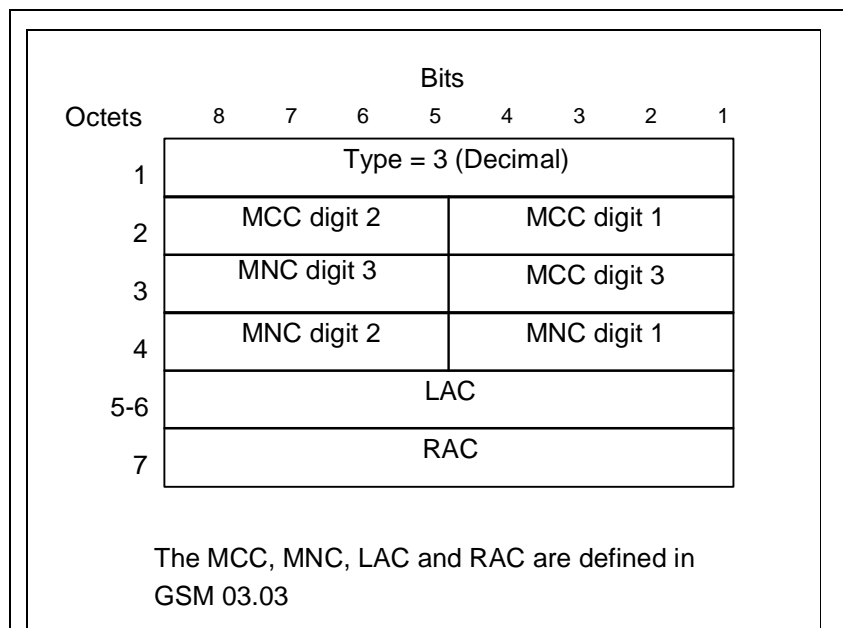 Bits
Octets 8 7 6 5 4 3 2 1
1 Type = 3 (Decimal)
2 MCC digit 2 MCC digit 1
3 MNC digit 3 MCC digit 3
4 MNC digit 2 MNC digit 1
5-6 LAC
7 RAC
The MCC, MNC, LAC and RAC are defined in
GSM 03.03